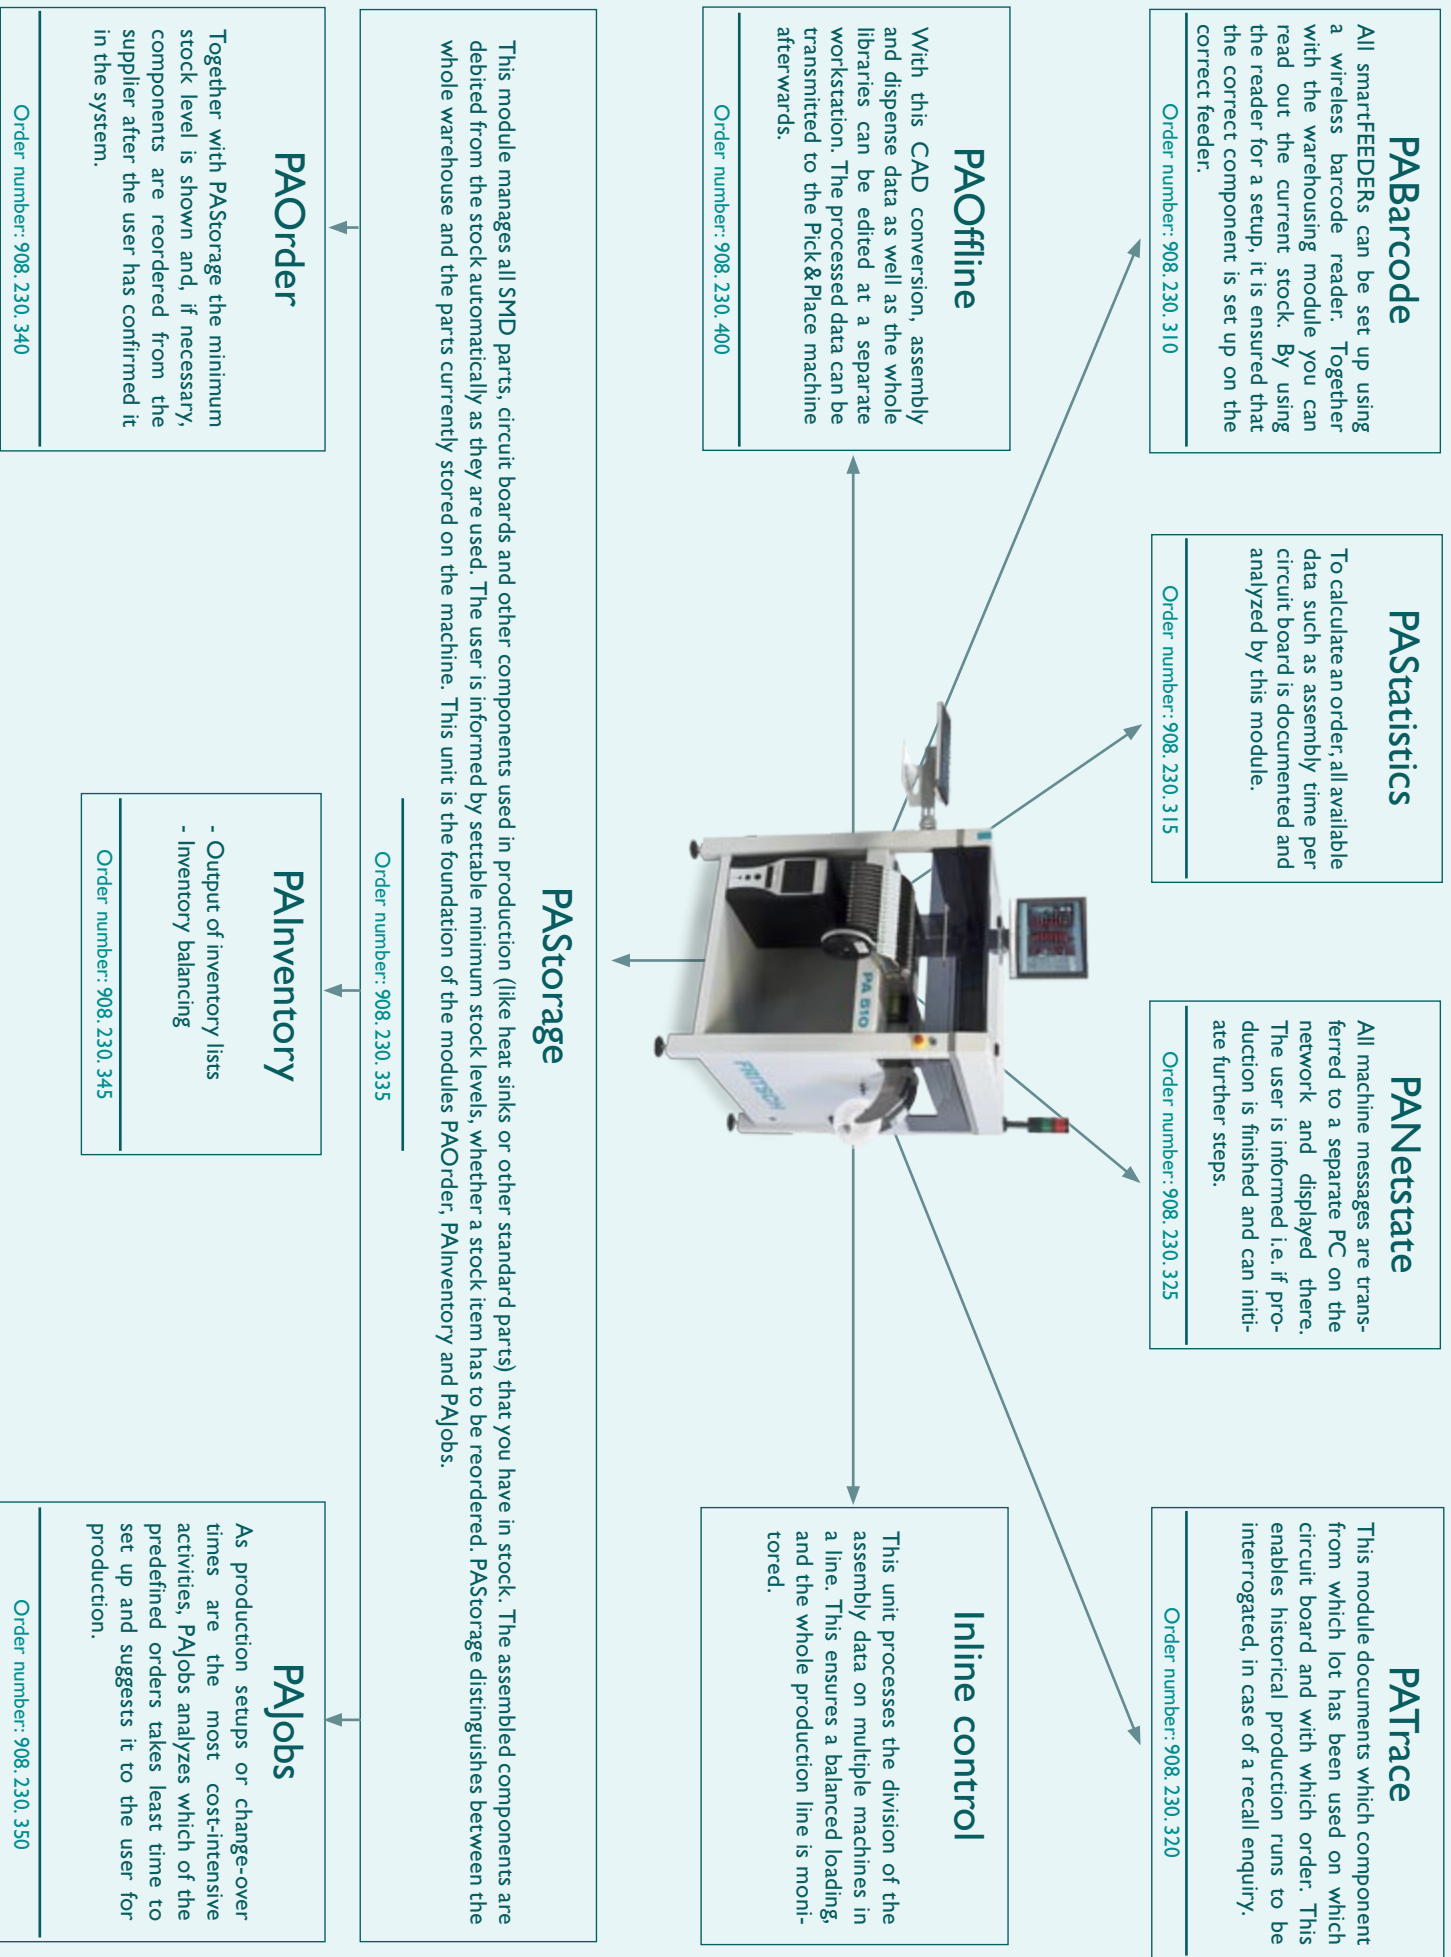 PABarcode
All smartFEEDERs can be set up using
a wireless barcode reader. Together
with the warehousing module you can
read out the current stock. By using
the reader for a setup, it is ensured that
the correct component is set up on the
correct feeder.
Order number: 908. 230. 310
PAStatistics
To calculate an order, all available
data such as assembly time per
circuit board is documented and
analyzed by this module.
Order number: 908. 230. 315
PANetstate
All machine messages are trans-
ferred to a separate PC on the
network and displayed there.
The user is informed i.e. if pro-
duction is finished and can initi-
ate further steps.
Order number: 908. 230. 325
PATrace
This module documents which component
from which lot has been used on which
circuit board and with which order. This
enables historical production runs to be
interrogated, in case of a recall enquiry.
Order number: 908. 230. 320
PAOffline
With this CAD conversion, assembly
and dispense data as well as the whole
libraries can be edited at a separate
workstation. The processed data can be
transmitted to the Pick&Place machine
afterwards.
Order number: 908. 230. 400
PA 510
FRITSCH
Inline control
This unit processes the division of the
assembly data on multiple machines in
a line. This ensures a balanced loading,
and the whole production line is moni-
tored.
PAStorage
This module manages all SMD parts, circuit boards and other components used in production (like heat sinks or other standard parts) that you have in stock. The assembled components are
debited from the stock automatically as they are used. The user is informed by settable minimum stock levels, whether a stock item has to be reordered. PAStorage distinguishes between the
whole warehouse and the parts currently stored on the machine. This unit is the foundation of the modules PAOrder, PAInventory and PAJobs.
Order number: 908. 230. 335
PAOrder
Together with PAStorage the minimum
stock level is shown and, if necessary,
components are reordered from the
supplier after the user has confirmed it
in the system.
Order number: 908. 230. 340
PAInventory
- Output of inventory lists
- Inventory balancing
Order number: 908. 230. 345
PAJobs
As production setups or change-over
times are the most cost-intensive
activities, PAJobs analyzes which of the
predefined orders takes least time to
set up and suggests it to the user for
production.
Order number: 908. 230. 350